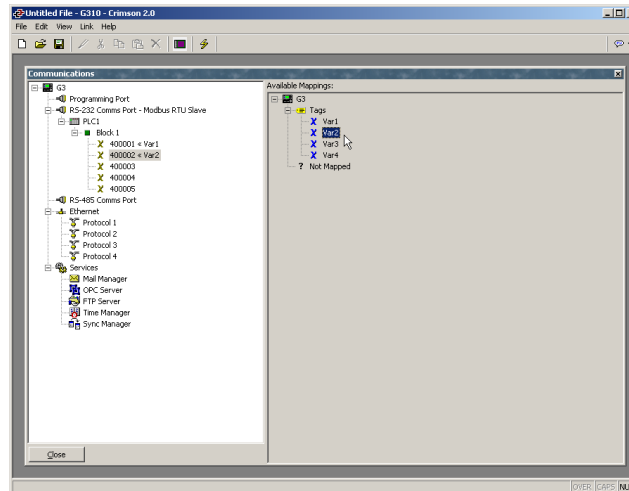 Untitled File - G310 - Crimson 2.0
File Edit View Link Help
Communications
G3
Programming Port
RS-232 Comms Port - Modbus RTU Slave
PLC1
Block 1
400001 « Var1
400002 « Var2
400003
400004
400005
RS-485 Comms Port
Ethernet
Protocol 1
Protocol 2
Protocol 3
Protocol 4
Services
Mail Manager
OPC Server
FTP Server
Time Manager
Sync Manager
Close
Available Mappings:
G3
Tags
Var1
Var2
Var3
Var4
? Not Mapped
OVER CAPS NU